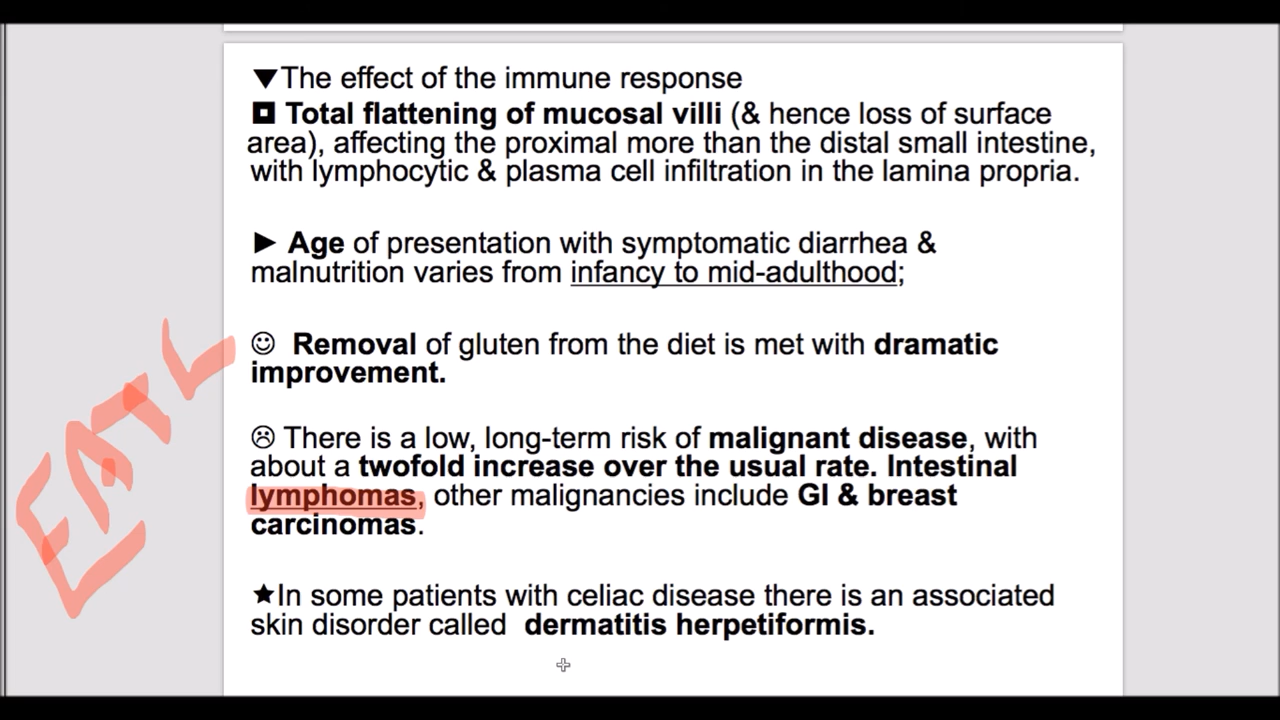 ▼The effect of the immune response
◘ Total flattening of mucosal villi (& hence loss of surface
area), affecting the proximal more than the distal small intestine,
with lymphocytic & plasma cell infiltration in the lamina propria.
► Age of presentation with symptomatic diarrhea &
malnutrition varies from infancy to mid-adulthood;
☺ Removal of gluten from the diet is met with dramatic
improvement.
☹ There is a low, long-term risk of malignant disease, with
about a twofold increase over the usual rate. Intestinal
lymphomas, other malignancies include GI & breast
carcinomas.
★In some patients with celiac disease there is an associated
skin disorder called dermatitis herpetiformis.
EATL